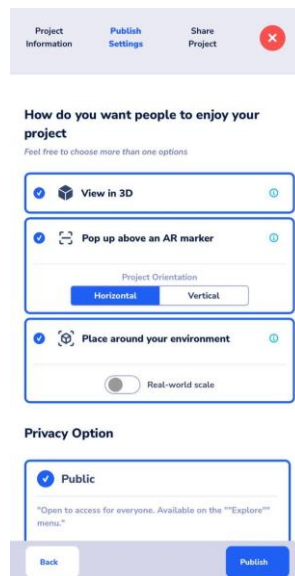 Project Information
Publish Settings
Share Project
How do you want people to enjoy your
project
Feel free to choose more than one options
View in 3D
Pop up above an AR marker
Project Orientation
Horizontal
Vertical
Place around your environment
Real-world scale
Privacy Option
Public
"Open to access for everyone. Available on the ""Explore""
menu."
Back
Publish